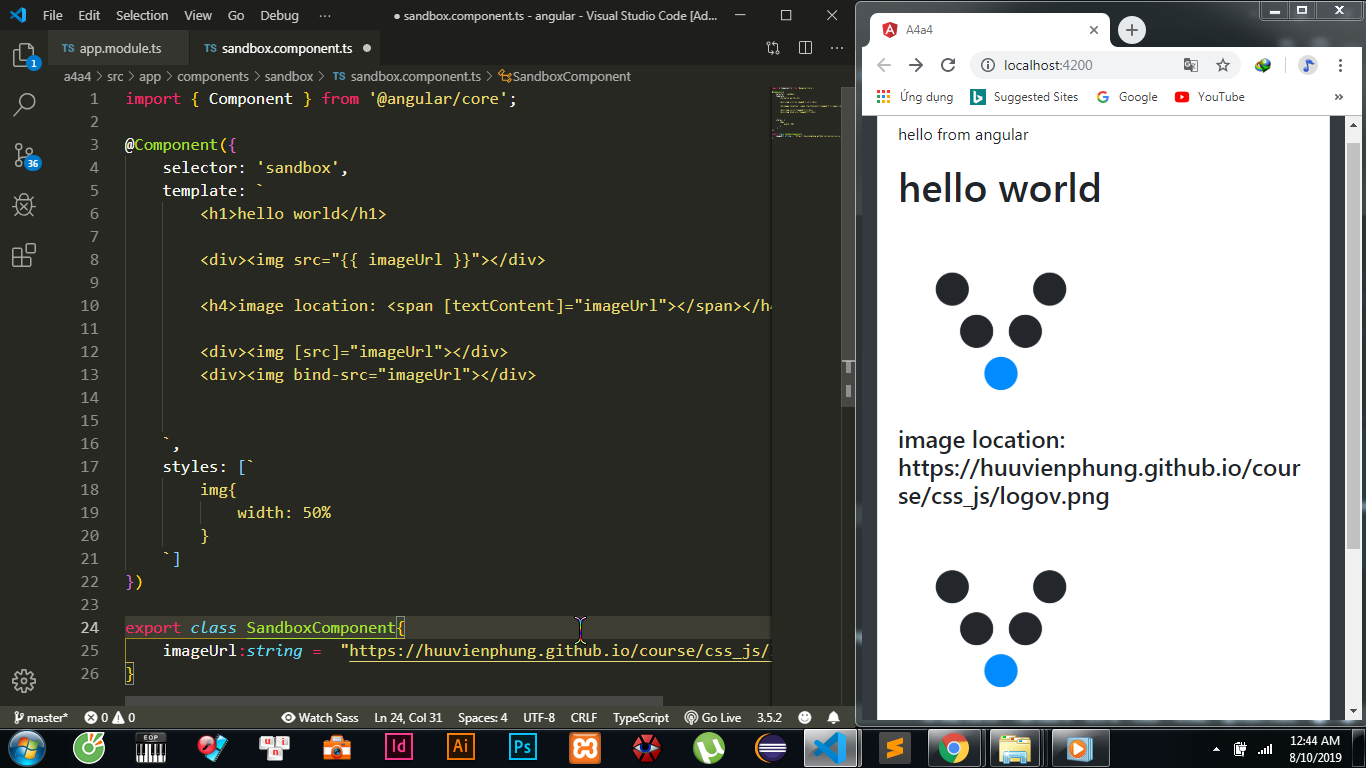 File Edit Selection View Go Debug ··· ● sandbox.component.ts - angular - Visual Studio Code [Ad...
TS app.module.ts TS sandbox.component.ts ●
a4a4 > src > app > components > sandbox > TS sandbox.component.ts > SandboxComponent
1 import { Component } from '@angular/core';
2
3 @Component({
4 selector: 'sandbox',
5 template: `
6 <h1>hello world</h1>
7
8 <div><img src="{{ imageUrl }}"></div>
9
10 <h4>image location: <span [textContent]="imageUrl"></span></h
11
12 <div><img [src]="imageUrl"></div>
13 <div><img bind-src="imageUrl"></div>
14
15
16 `,
17 styles: [`
18 img{
19 width: 50%
20 }
21 `]
22 })
23
24 export class SandboxComponent{
25 imageUrl:string = "https://huuvienphung.github.io/course/css_js/
26 }
1
36
master* 0 0 Watch Sass Ln 24, Col 31 Spaces: 4 UTF-8 CRLF TypeScript Go Live 3.5.2
A4a4
localhost:4200
Ứng dụng Suggested Sites Google YouTube »
hello from angular
hello world
image location:
https://huuvienphung.github.io/cour
se/css_js/logov.png
EOP u n i n Id Ai Ps
12:44 AM
8/10/2019